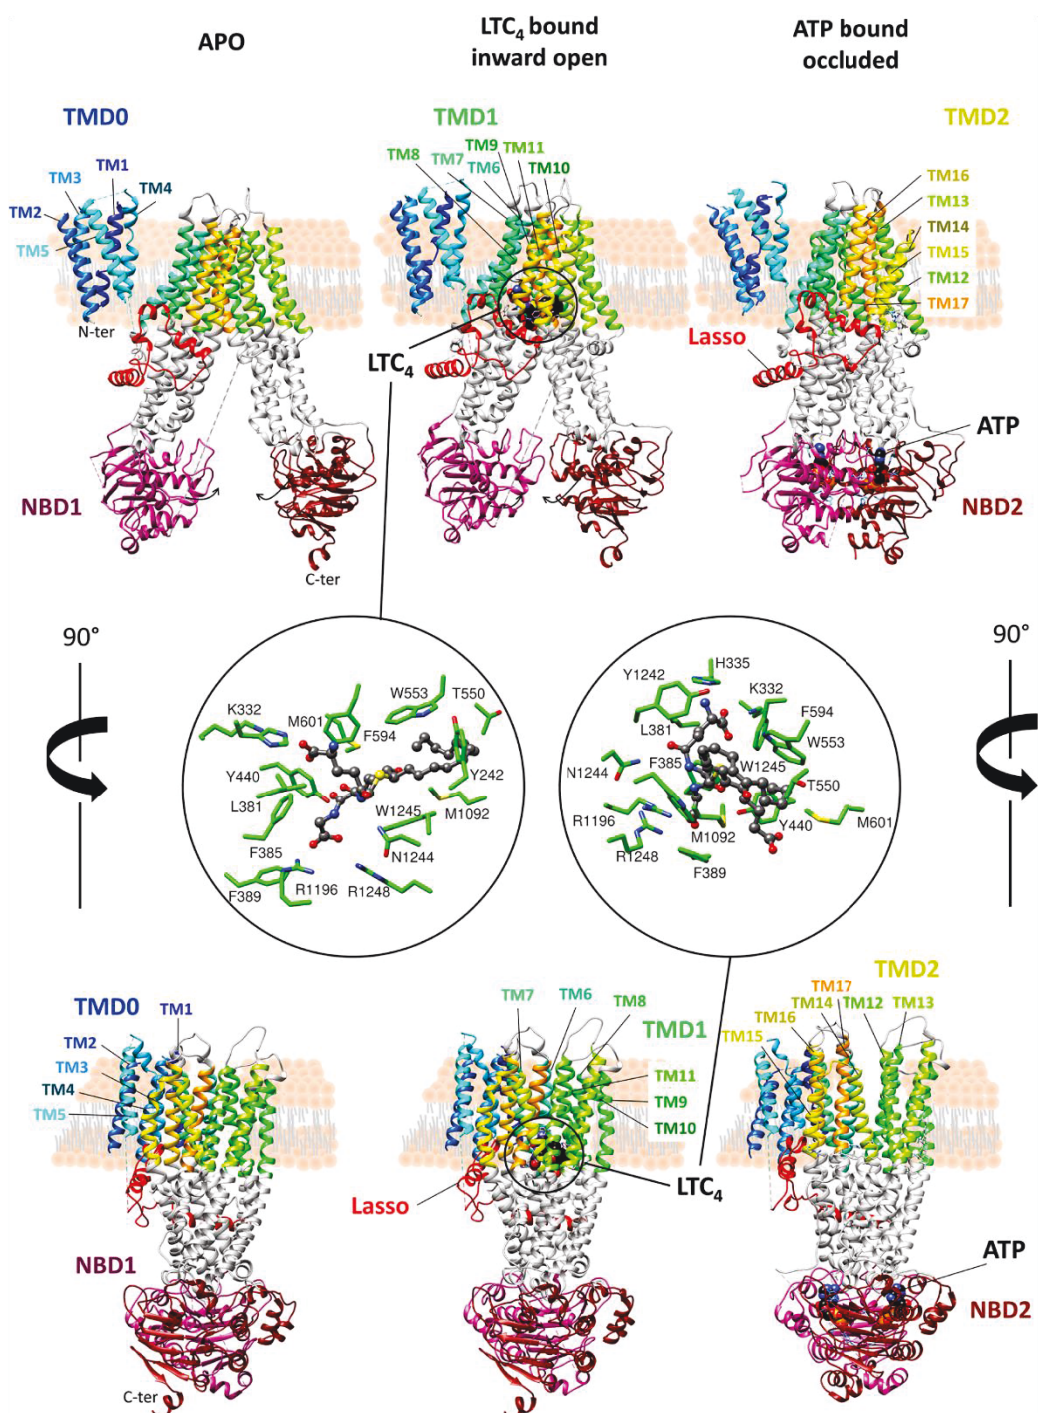 APO
LTC₄ bound
inward open
ATP bound
occluded
TMD0
TMD1
TMD2
TM3
TM1
TM4
TM2
TM5
N-ter
TM9
TM11
TM8
TM7
TM6
TM10
TM16
TM13
TM14
TM15
TM12
TM17
LTC₄
Lasso
ATP
NBD1
NBD2
C-ter
90°
90°
W553
T550
K332
M601
F594
Y440
Y242
L381
W1245
M1092
F385
N1244
F389
R1196
R1248
H335
Y1242
K332
L381
F594
W553
N1244
F385
W1245
T550
R1196
M1092
Y440
M601
R1248
F389
TMD0
TM1
TM2
TM3
TM4
TM5
NBD1
C-ter
TM7
TM6
TM8
TMD1
TM11
TM9
TM10
Lasso
LTC₄
TMD2
TM17
TM14
TM12
TM13
TM16
TM15
ATP
NBD2